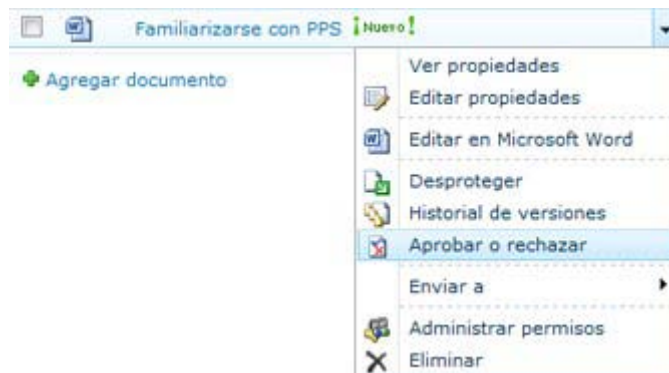 Familiarizarse con PPS ¡Nuevo!
Agregar documento
Ver propiedades
Editar propiedades
Editar en Microsoft Word
Desproteger
Historial de versiones
Aprobar o rechazar
Enviar a
Administrar permisos
Eliminar